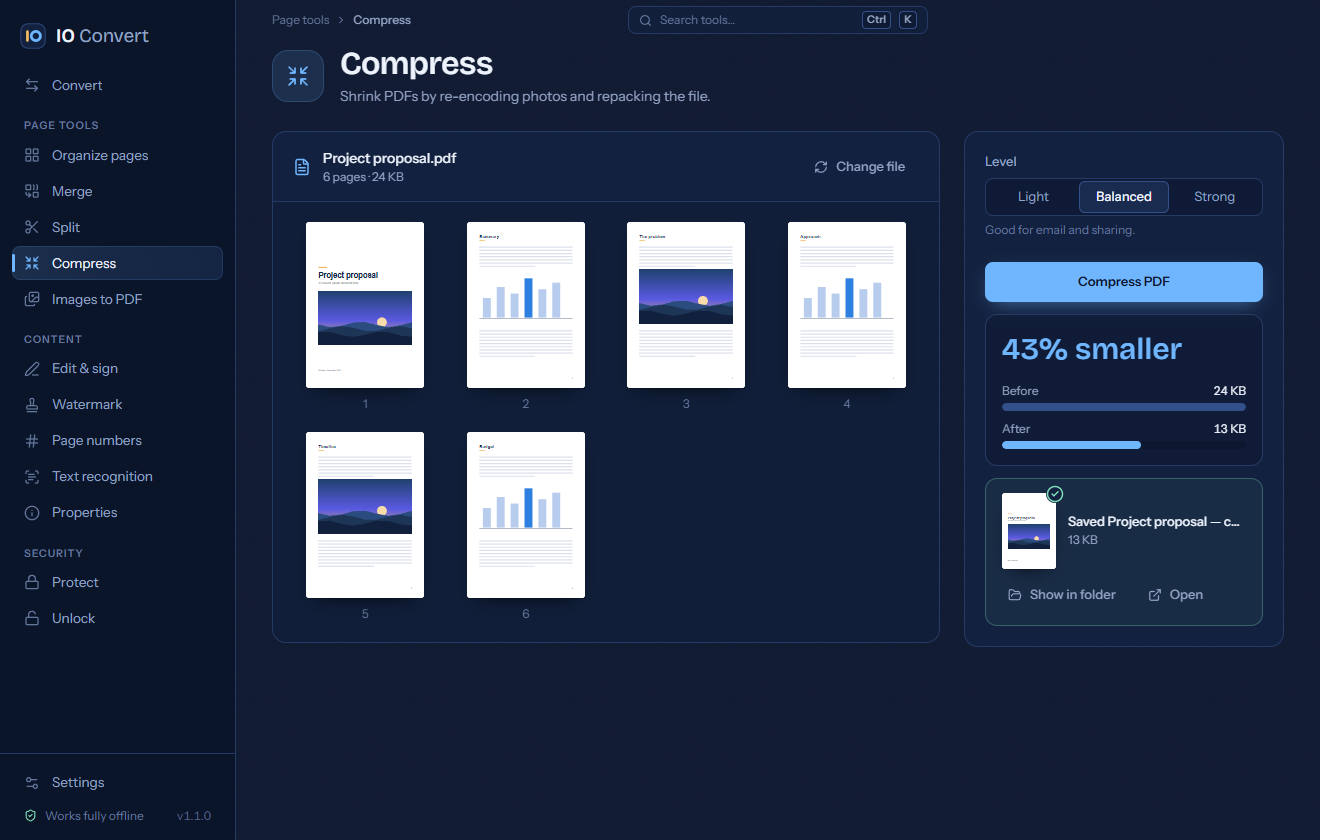 IO Convert
Convert
PAGE TOOLS
Organize pages
Merge
Split
Compress
Images to PDF
CONTENT
Edit & sign
Watermark
Page numbers
Text recognition
Properties
SECURITY
Protect
Unlock
Settings
Works fully offline v1.1.0
Page tools > Compress
Search tools... Ctrl K
Compress
Shrink PDFs by re-encoding photos and repacking the file.
Project proposal.pdf
6 pages · 24 KB
Change file
Project proposal
1
Summary
2
The problem
3
Approach
4
Timeline
5
Budget
6
Level
Light Balanced Strong
Good for email and sharing.
Compress PDF
43% smaller
Before 24 KB
After 13 KB
Project proposal
Saved Project proposal — c...
13 KB
Show in folder Open